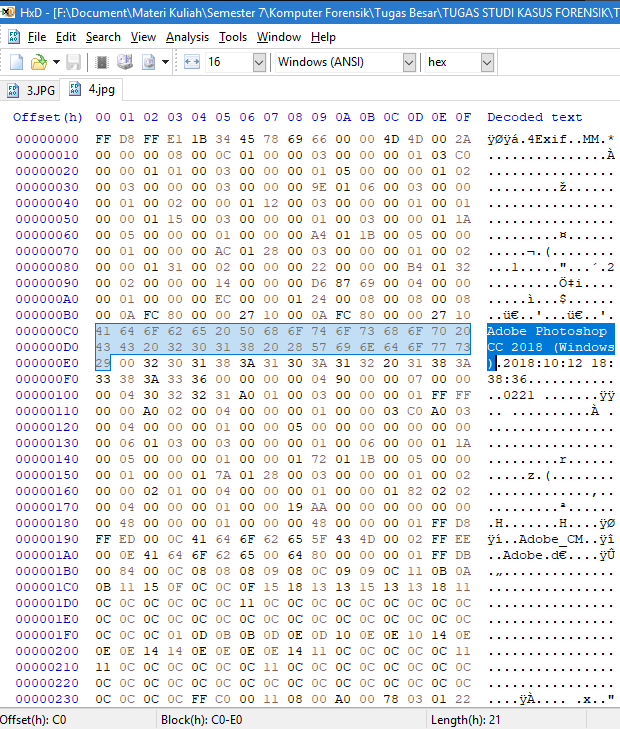 HxD - [F:\Document\Materi Kuliah\Semester 7\Komputer Forensik\Tugas Besar\TUGAS STUDI KASUS FORENSIK\T
File Edit Search View Analysis Tools Window Help
16 Windows (ANSI) hex
3.JPG 4.jpg
Offset(h) 00 01 02 03 04 05 06 07 08 09 0A 0B 0C 0D 0E 0F Decoded text
00000000 FF D8 FF E1 1B 34 45 78 69 66 00 00 4D 4D 00 2A ÿØÿá.4Exif..MM.*
00000010 00 00 00 08 00 0C 01 00 00 03 00 00 00 01 03 C0 ...............À
00000020 00 00 01 01 00 03 00 00 00 01 05 00 00 00 01 02 ................
00000030 00 03 00 00 00 03 00 00 00 9E 01 06 00 03 00 00 .........ž......
00000040 00 01 00 02 00 00 01 12 00 03 00 00 00 01 00 01 ................
00000050 00 00 01 15 00 03 00 00 00 01 00 03 00 00 01 1A ................
00000060 00 05 00 00 00 01 00 00 00 A4 01 1B 00 05 00 00 .........¤......
00000070 00 01 00 00 00 AC 01 28 00 03 00 00 00 01 00 02 .....¬.(........
00000080 00 00 01 31 00 02 00 00 00 22 00 00 00 B4 01 32 ...1....."...´.2
00000090 00 02 00 00 00 14 00 00 00 D6 87 69 00 04 00 00 .........Ö‡i....
000000A0 00 01 00 00 00 EC 00 00 01 24 00 08 00 08 00 08 .....ì...$......
000000B0 00 0A FC 80 00 00 27 10 00 0A FC 80 00 00 27 10 ..ü€..'...ü€..'.
000000C0 41 64 6F 62 65 20 50 68 6F 74 6F 73 68 6F 70 20 Adobe Photoshop
000000D0 43 43 20 32 30 31 38 20 28 57 69 6E 64 6F 77 73 CC 2018 (Windows
000000E0 29 00 32 30 31 38 3A 31 30 3A 31 32 20 31 38 3A ).2018:10:12 18:
000000F0 33 38 3A 33 36 00 00 00 00 04 90 00 00 07 00 00 38:36...........
00000100 00 04 30 32 32 31 A0 01 00 03 00 00 00 01 FF FF ..0221 .......ÿÿ
00000110 00 00 A0 02 00 04 00 00 00 01 00 00 03 C0 A0 03 .. ..........À .
00000120 00 04 00 00 00 01 00 00 05 00 00 00 00 00 00 00 ................
00000130 00 06 01 03 00 03 00 00 00 01 00 06 00 00 01 1A ................
00000140 00 05 00 00 00 01 00 00 01 72 01 1B 00 05 00 00 .........r......
00000150 00 01 00 00 01 7A 01 28 00 03 00 00 00 01 00 02 .....z.(........
00000160 00 00 02 01 00 04 00 00 00 01 00 00 01 82 02 02 .............‚..
00000170 00 04 00 00 00 01 00 00 19 AA 00 00 00 00 00 00 .........ª......
00000180 00 48 00 00 00 01 00 00 00 48 00 00 00 01 FF D8 .H.......H....ÿØ
00000190 FF ED 00 0C 41 64 6F 62 65 5F 43 4D 00 02 FF EE ÿí..Adobe_CM..ÿî
000001A0 00 0E 41 64 6F 62 65 00 64 80 00 00 00 01 FF DB ..Adobe.d€....ÿÛ
000001B0 00 84 00 0C 08 08 08 09 08 0C 09 09 0C 11 0B 0A .„..............
000001C0 0B 11 15 0F 0C 0C 0F 15 18 13 13 15 13 13 18 11 ................
000001D0 0C 0C 0C 0C 0C 0C 11 0C 0C 0C 0C 0C 0C 0C 0C 0C ................
000001E0 0C 0C 0C 0C 0C 0C 0C 0C 0C 0C 0C 0C 0C 0C 0C 0C ................
000001F0 0C 0C 0C 01 0D 0B 0B 0D 0E 0D 10 0E 0E 10 14 0E ................
00000200 0E 0E 14 14 0E 0E 0E 0E 14 11 0C 0C 0C 0C 0C 11 ................
00000210 11 0C 0C 0C 0C 0C 0C 11 0C 0C 0C 0C 0C 0C 0C 0C ................
00000220 0C 0C 0C 0C 0C 0C 0C 0C 0C 0C 0C 0C 0C 0C 0C 0C ................
00000230 0C 0C 0C 0C FF C0 00 11 08 00 A0 00 78 03 01 22 ....ÿÀ.... .x.."
Offset(h): C0 Block(h): C0-E0 Length(h): 21